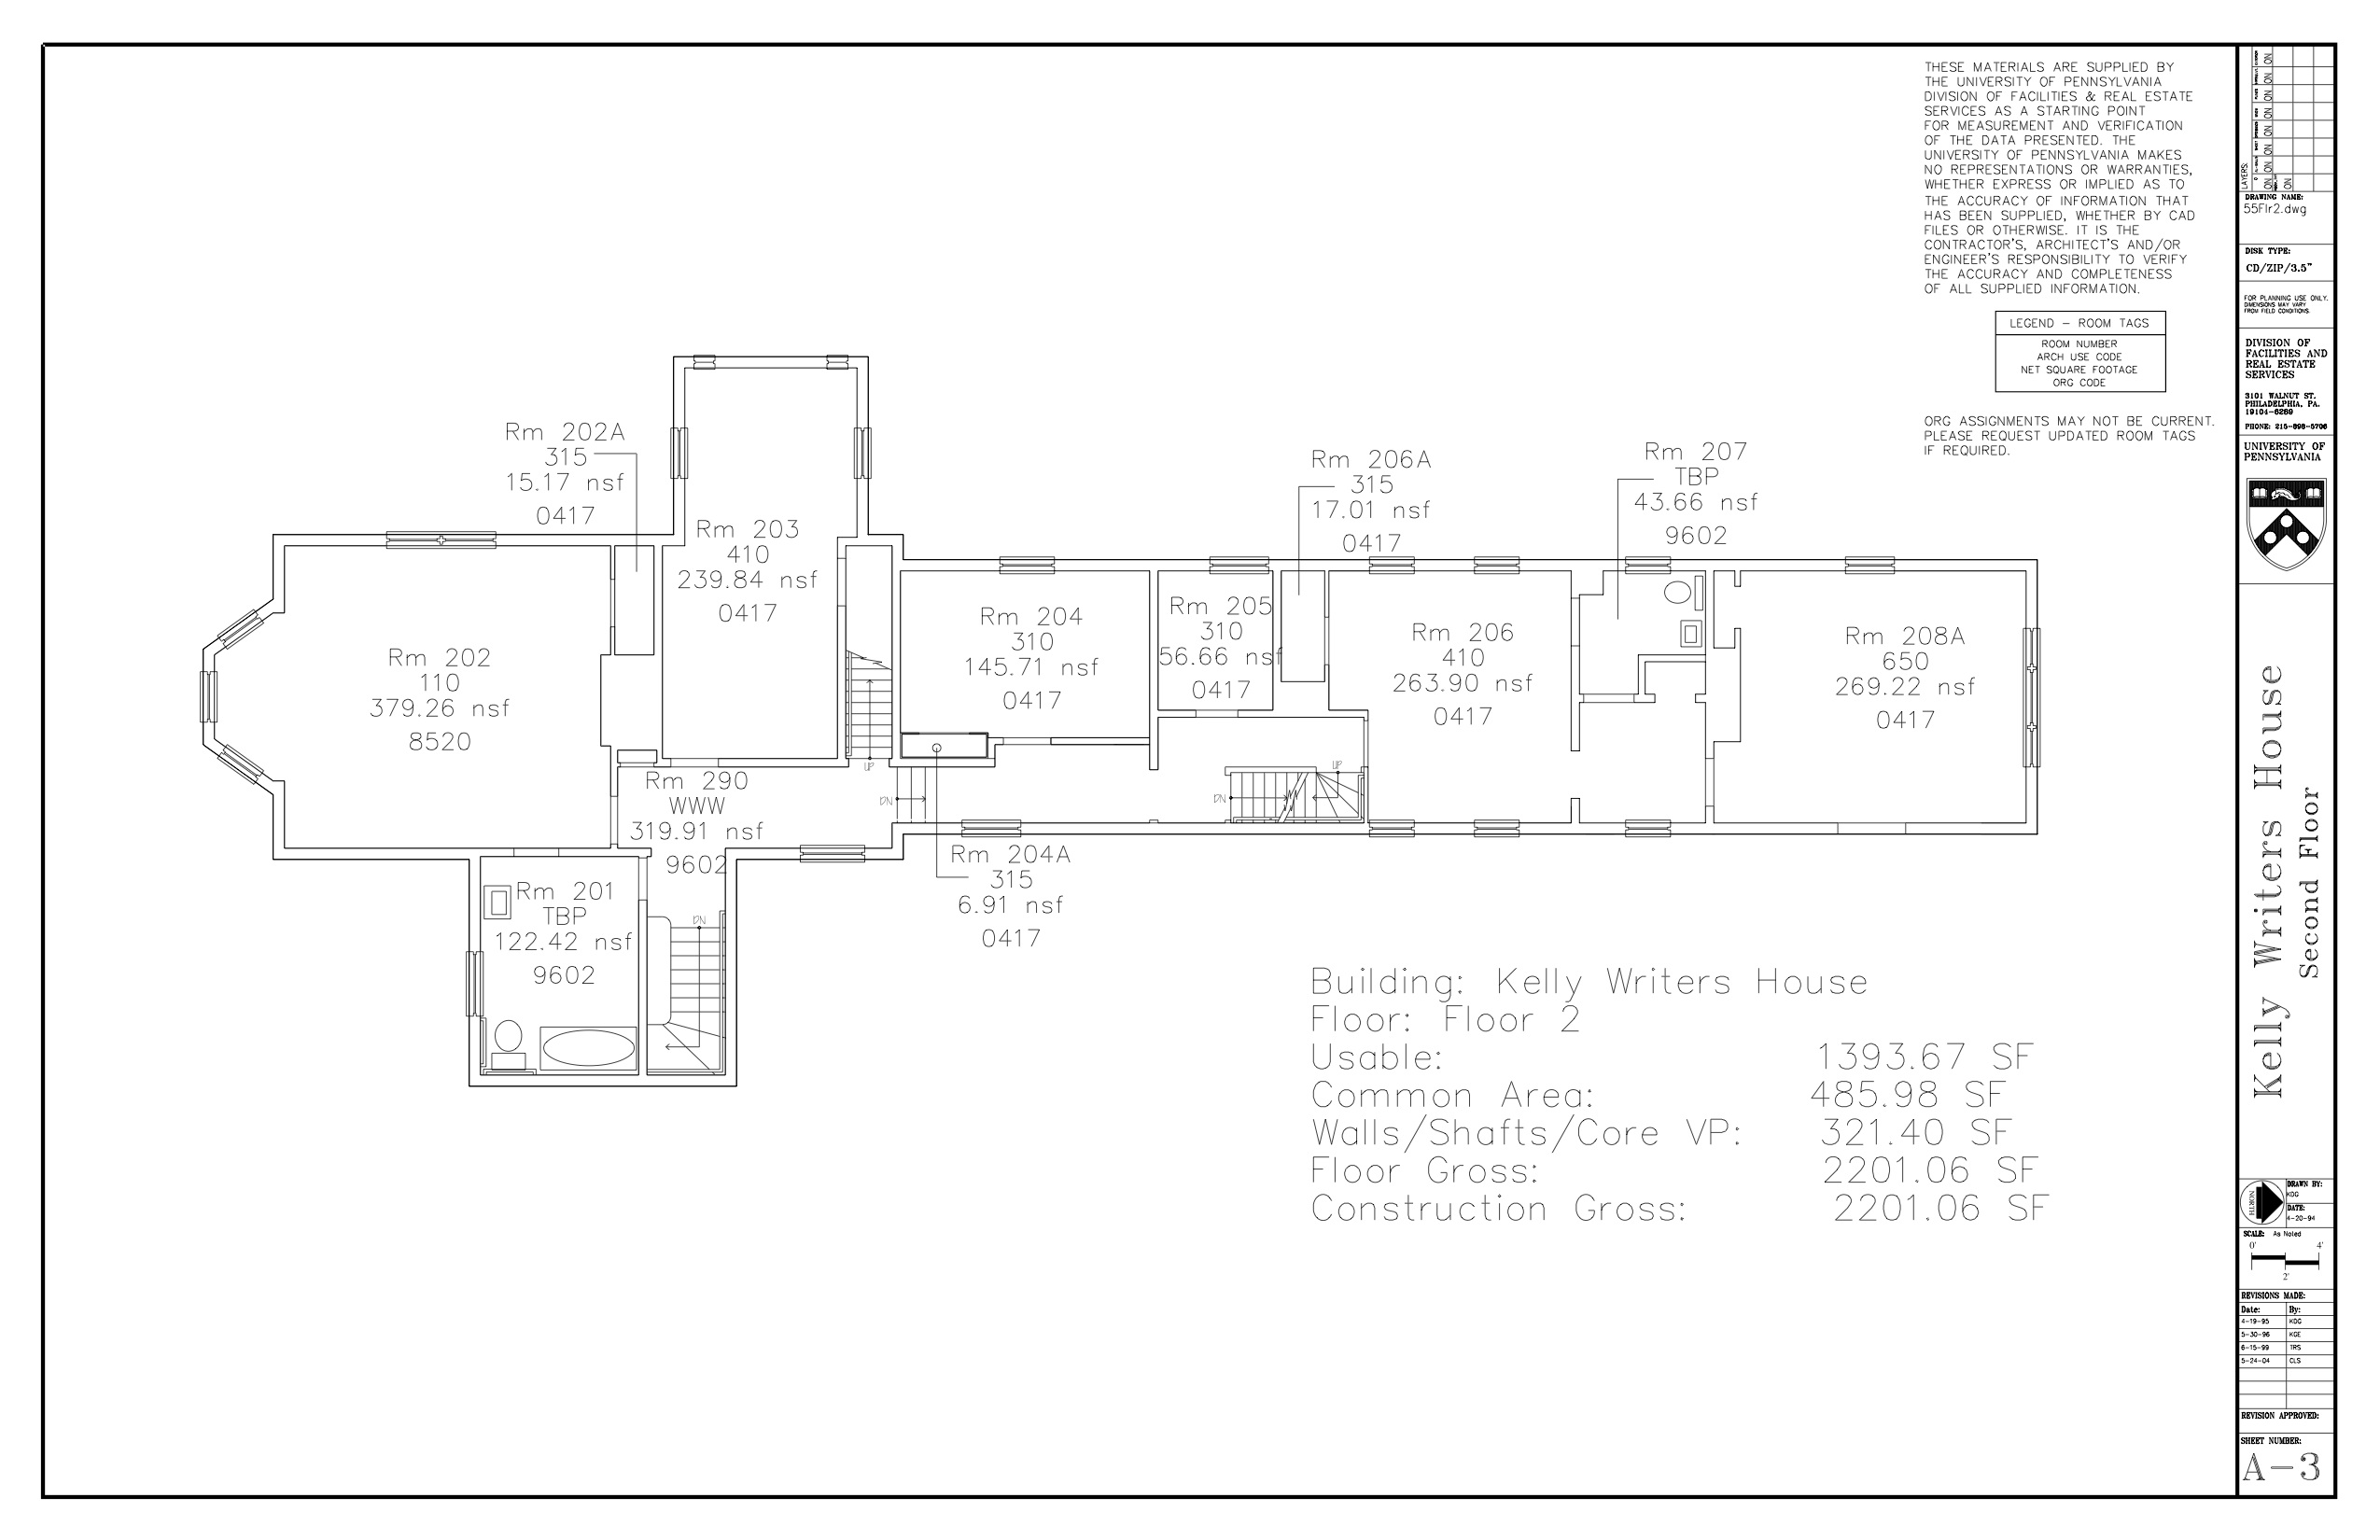 THESE MATERIALS ARE SUPPLIED BY
THE UNIVERSITY OF PENNSYLVANIA
DIVISION OF FACILITIES & REAL ESTATE
SERVICES AS A STARTING POINT
FOR MEASUREMENT AND VERIFICATION
OF THE DATA PRESENTED. THE
UNIVERSITY OF PENNSYLVANIA MAKES
NO REPRESENTATIONS OR WARRANTIES,
WHETHER EXPRESS OR IMPLIED AS TO
THE ACCURACY OF INFORMATION THAT
HAS BEEN SUPPLIED, WHETHER BY CAD
FILES OR OTHERWISE. IT IS THE
CONTRACTOR'S, ARCHITECT'S AND/OR
ENGINEER'S RESPONSIBILITY TO VERIFY
THE ACCURACY AND COMPLETENESS
OF ALL SUPPLIED INFORMATION.
LEGEND - ROOM TAGS
ROOM NUMBER
ARCH USE CODE
NET SQUARE FOOTAGE
ORG CODE
ORG ASSIGNMENTS MAY NOT BE CURRENT.
PLEASE REQUEST UPDATED ROOM TAGS
IF REQUIRED.
Rm 202A
315
15.17 nsf
0417
Rm 203
410
239.84 nsf
0417
Rm 206A
315
17.01 nsf
0417
Rm 207
TBP
43.66 nsf
9602
Rm 202
110
379.26 nsf
8520
Rm 204
310
145.71 nsf
0417
Rm 205
310
56.66 nsf
0417
Rm 206
410
263.90 nsf
0417
Rm 208A
650
269.22 nsf
0417
UP
DN
DN
UP
Rm 290
WWW
319.91 nsf
9602
Rm 204A
315
6.91 nsf
0417
Rm 201
TBP
122.42 nsf
9602
DN
Building: Kelly Writers House
Floor: Floor 2
Usable: 1393.67 SF
Common Area: 485.98 SF
Walls/Shafts/Core VP: 321.40 SF
Floor Gross: 2201.06 SF
Construction Gross: 2201.06 SF
LAYERS:
ON ON ON ON ON ON
ON
DRAWING NAME:
55Flr2.dwg
DISK TYPE:
CD/ZIP/3.5"
FOR PLANNING USE ONLY.
DIMENSIONS MAY VARY
FROM FIELD CONDITIONS.
DIVISION OF
FACILITIES AND
REAL ESTATE
SERVICES
3101 WALNUT ST.
PHILADELPHIA, PA.
19104-6289
PHONE: 215-898-5706
UNIVERSITY OF
PENNSYLVANIA
Kelly Writers House
Second Floor
NORTH
DRAWN BY:
KDG
DATE:
4-20-94
SCALE: As Noted
0' 4'
2'
REVISIONS MADE:
Date: By:
4-19-95 KDG
5-30-96 KGE
6-15-99 TRS
5-24-04 CLS
REVISION APPROVED:
SHEET NUMBER:
A-3